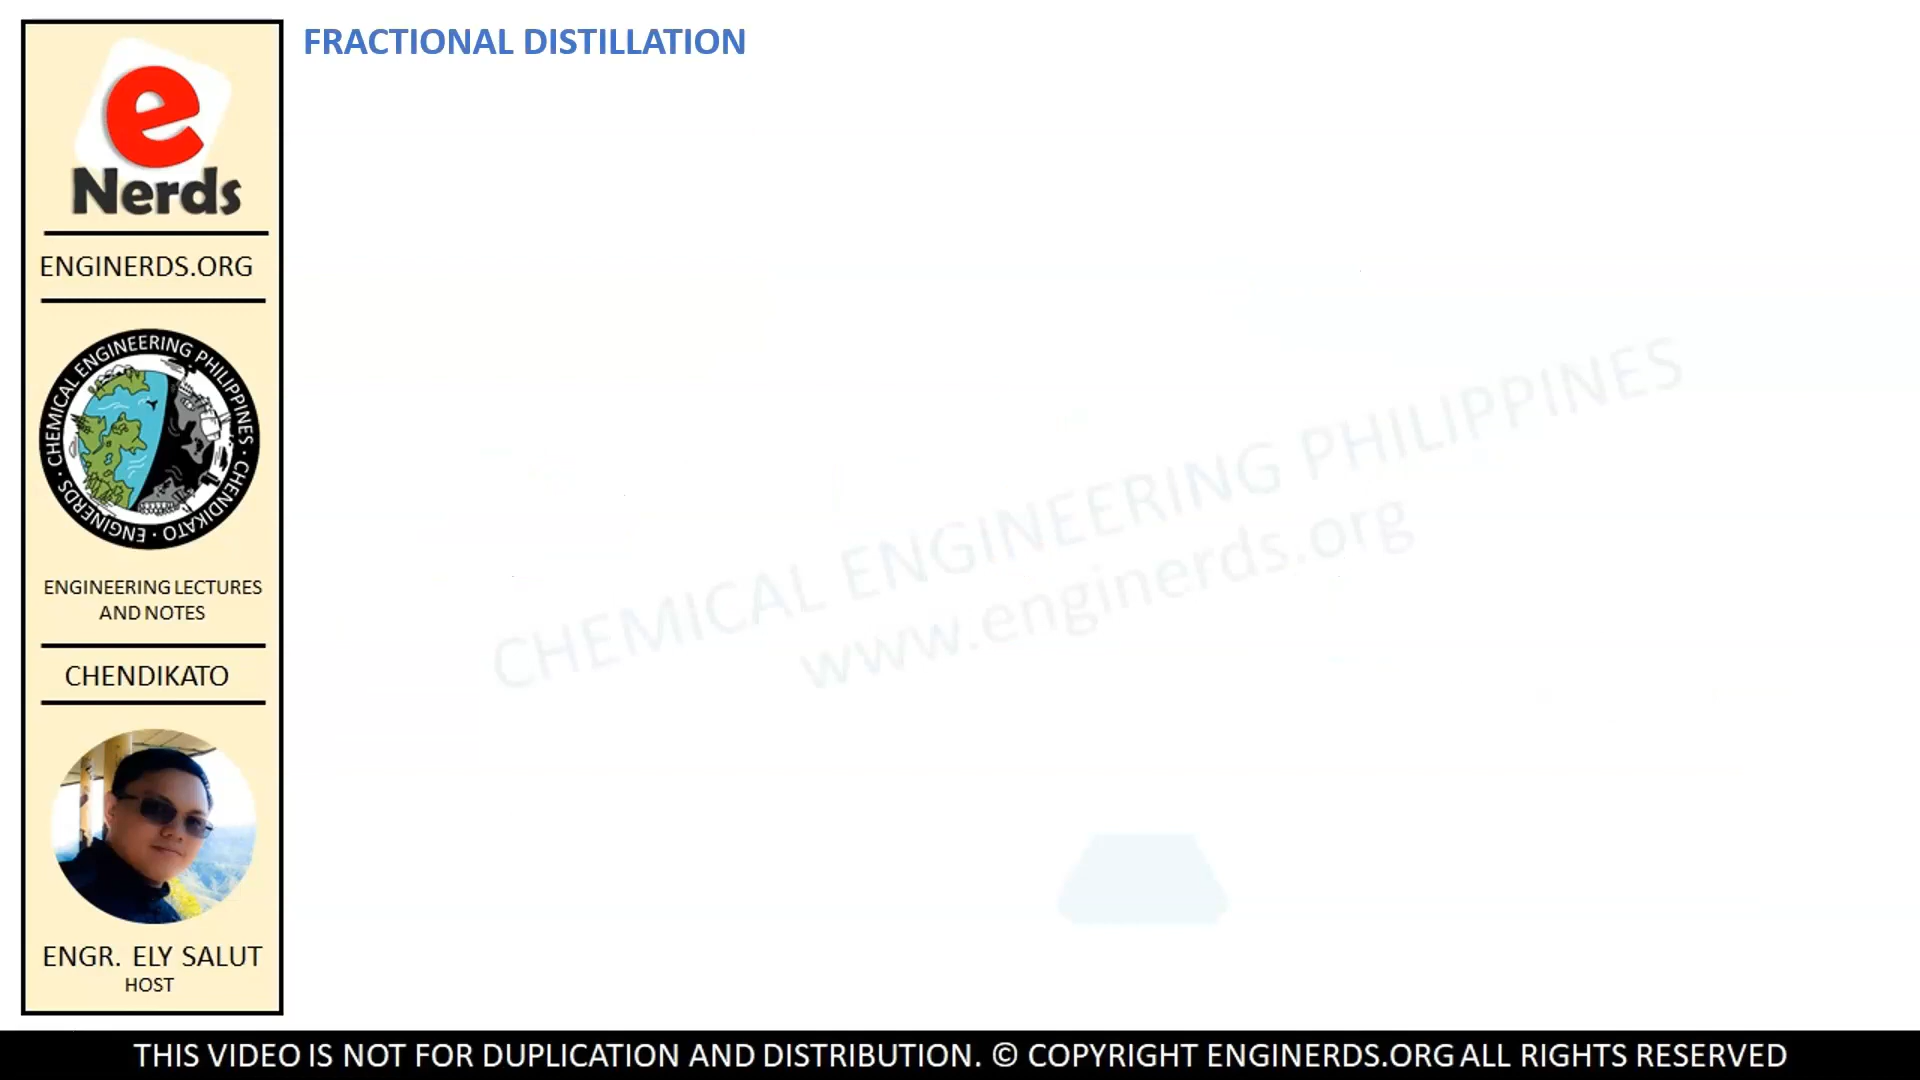 FRACTIONAL DISTILLATION
e
Nerds
ENGINERDS.ORG
· CHEMICAL ENGINEERING PHILIPPINES · CHENDIKATO · ENGINERDS
ENGINEERING LECTURES
AND NOTES
CHENDIKATO
ENGR. ELY SALUT
HOST
CHEMICAL ENGINEERING PHILIPPINES
www.enginerds.org
THIS VIDEO IS NOT FOR DUPLICATION AND DISTRIBUTION. © COPYRIGHT ENGINERDS.ORG ALL RIGHTS RESERVED